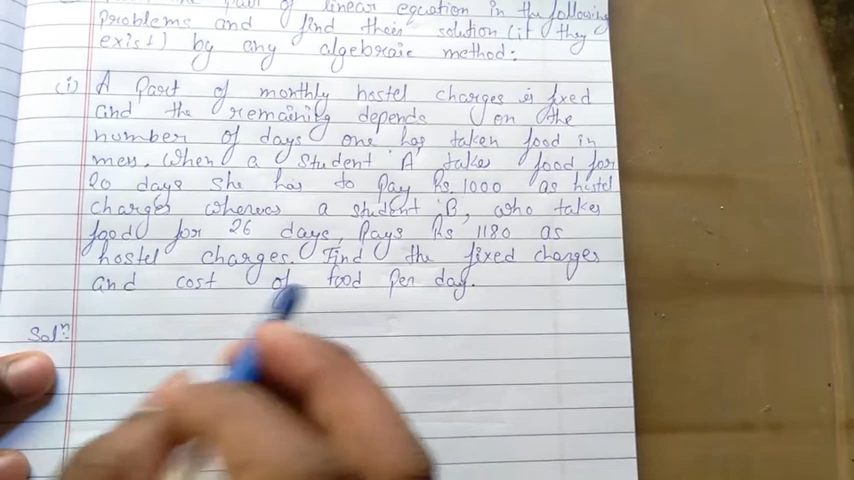 of linear equation in the following
problems and find their solution (if they
exist) by any algebraic method:
(i) A part of monthly hostel charges is fixed
and the remaining depends on the
number of days one has taken food in
mess. When a student 'A' takes food for
20 days she has to pay Rs. 1000 as hostel
charges whereas a student 'B', who takes
food for 26 days, pays Rs 1180 as
hostel charges. Find the fixed charges
and cost of food per day.
Solⁿ: